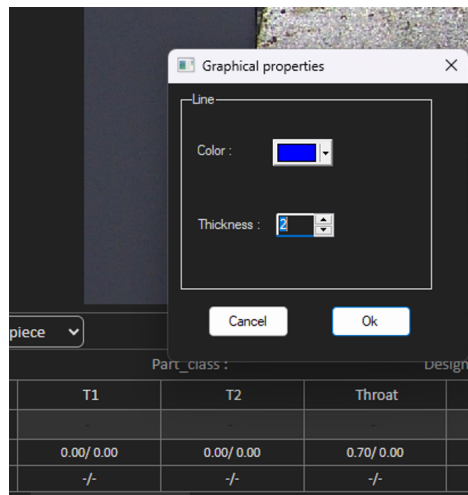 Graphical properties
Line
Color :
Thickness : 2
Cancel Ok
piece
Part_class : Design
T1 T2 Throat
- - -
0.00/ 0.00 0.00/ 0.00 0.70/ 0.00
-/- -/- -/-